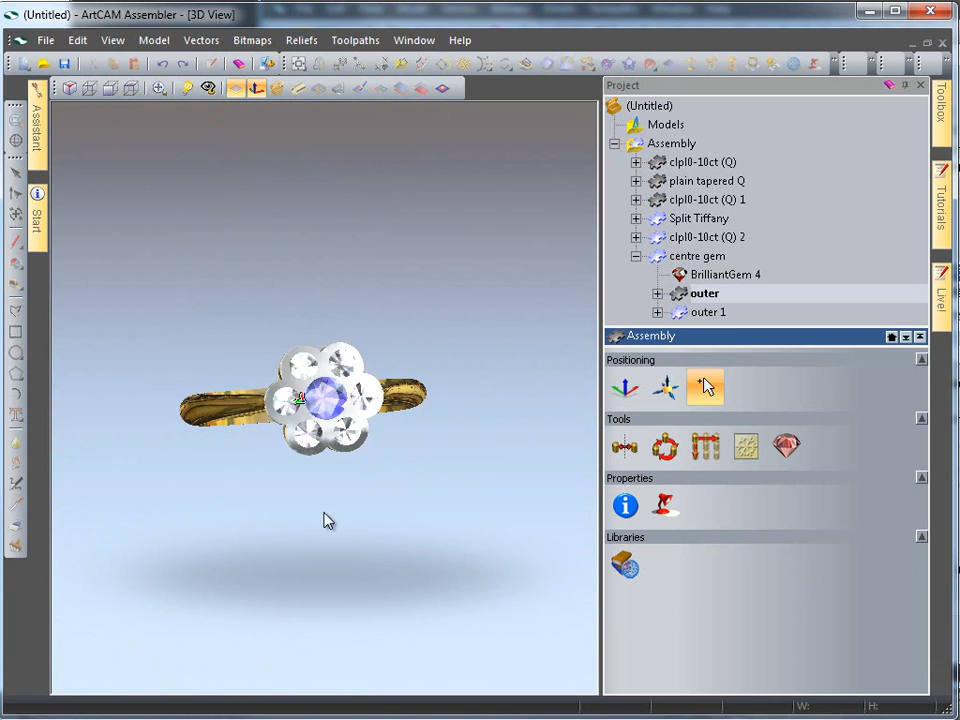 (Untitled) - ArtCAM Assembler - [3D View]
File Edit View Model Vectors Bitmaps Reliefs Toolpaths Window Help
Assistant
Start
Project
(Untitled)
Models
Assembly
clpl0-10ct (Q)
plain tapered Q
clpl0-10ct (Q) 1
Split Tiffany
clpl0-10ct (Q) 2
centre gem
BrilliantGem 4
outer
outer 1
Toolbox
Tutorials
Live!
Assembly
Positioning
Tools
Properties
Libraries
W: H: